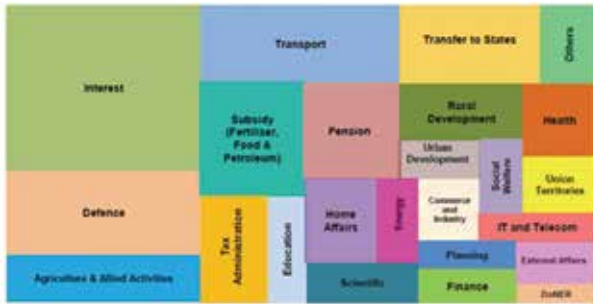 Interest
Transport
Transfer to States
Others
Subsidy
(Fertiliser,
Food &
Petroleum)
Pension
Rural
Development
Health
Urban
Development
Social
Welfare
Union
Territories
Defence
Tax
Administration
Education
Home
Affairs
Energy
Commerce
and
Industry
IT and Telecom
Agriculture & Allied Activities
Scientific
Planning
External Affairs
Finance
DoNER